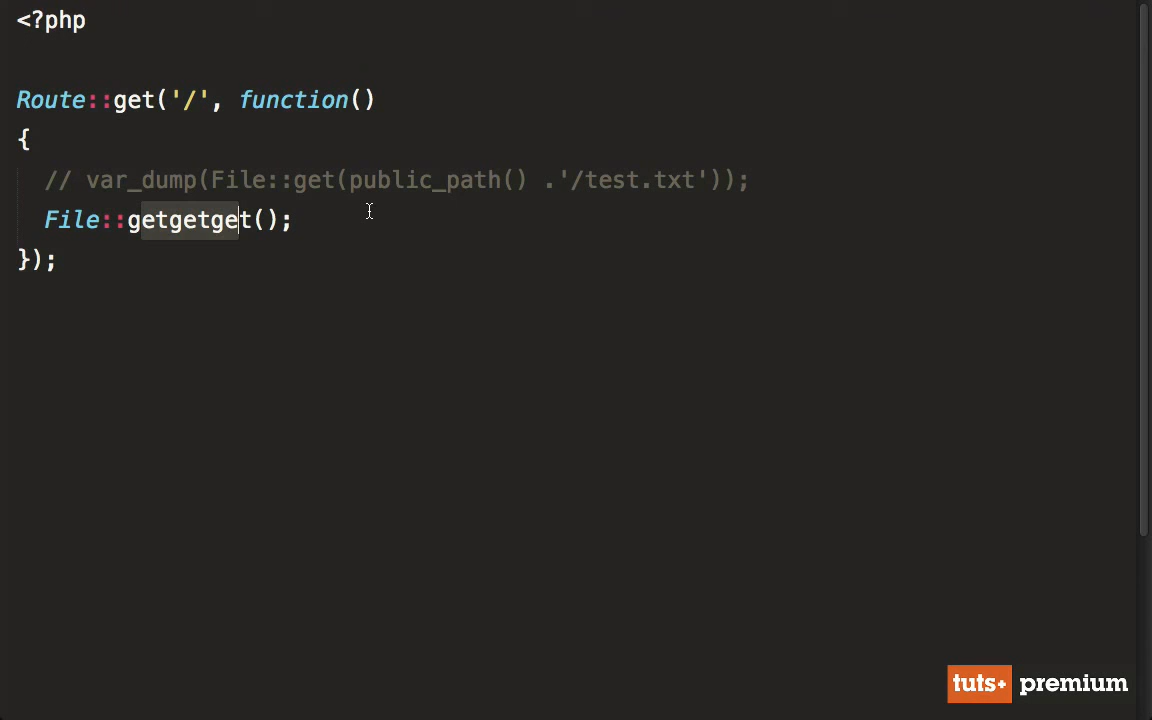 <?php
Route::get('/', function()
{
// var_dump(File::get(public_path() .'/test.txt'));
File::getgetget();
});
tuts+ premium